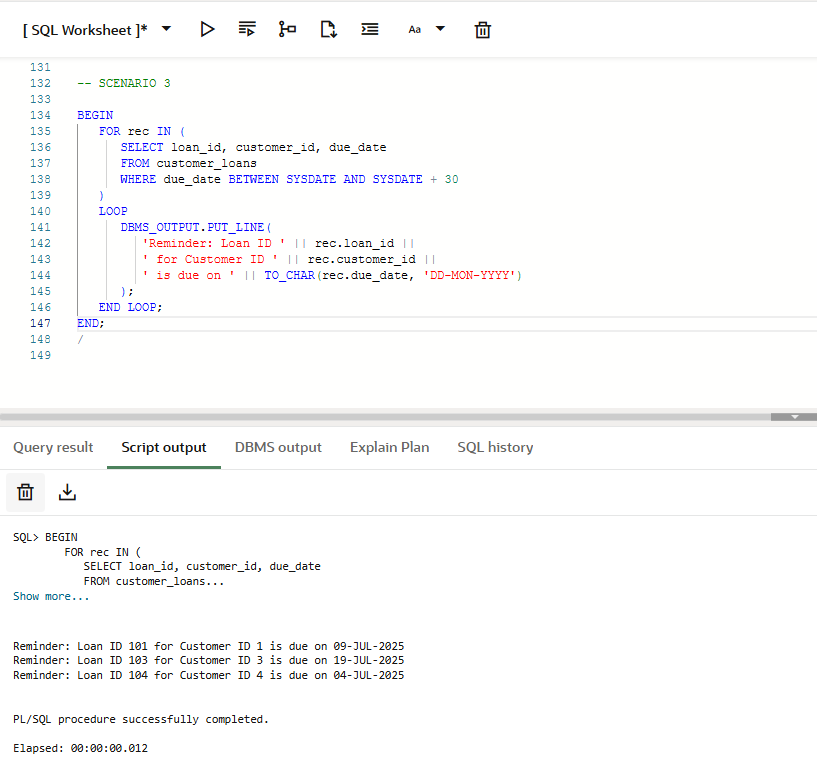 [ SQL Worksheet ]*
Aa
131
132 -- SCENARIO 3
133
134 BEGIN
135 FOR rec IN (
136 SELECT loan_id, customer_id, due_date
137 FROM customer_loans
138 WHERE due_date BETWEEN SYSDATE AND SYSDATE + 30
139 )
140 LOOP
141 DBMS_OUTPUT.PUT_LINE(
142 'Reminder: Loan ID ' || rec.loan_id ||
143 ' for Customer ID ' || rec.customer_id ||
144 ' is due on ' || TO_CHAR(rec.due_date, 'DD-MON-YYYY')
145 );
146 END LOOP;
147 END;
148 /
149
Query result Script output DBMS output Explain Plan SQL history
SQL> BEGIN
FOR rec IN (
SELECT loan_id, customer_id, due_date
FROM customer_loans...
Show more...
Reminder: Loan ID 101 for Customer ID 1 is due on 09-JUL-2025
Reminder: Loan ID 103 for Customer ID 3 is due on 19-JUL-2025
Reminder: Loan ID 104 for Customer ID 4 is due on 04-JUL-2025
PL/SQL procedure successfully completed.
Elapsed: 00:00:00.012